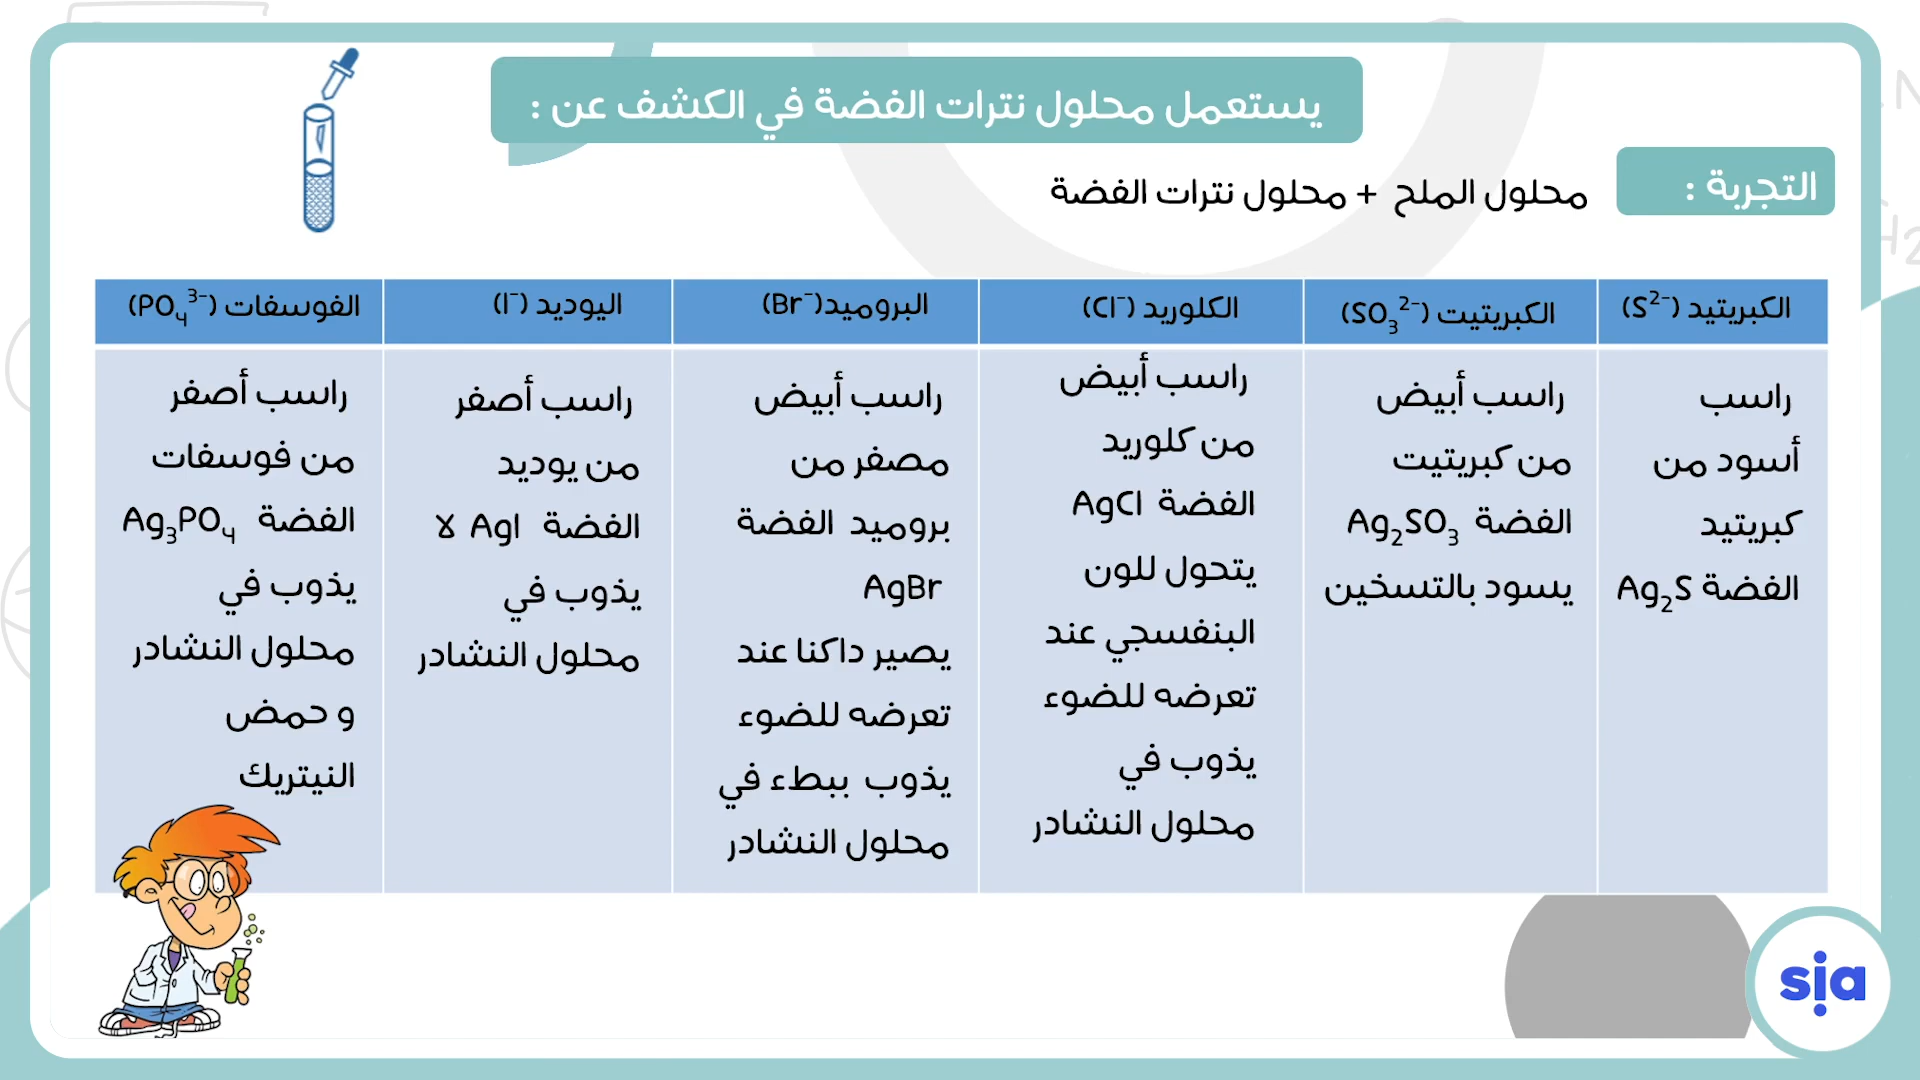 يستعمل محلول نترات الفضة في الكشف عن :
التجربة :
محلول الملح + محلول نترات الفضة
الكبريتيد (S²⁻)
راسب
أسود من
كبريتيد
الفضة Ag₂S
الكبريتيت (SO₃²⁻)
راسب أبيض
من كبريتيت
الفضة Ag₂SO₃
يسود بالتسخين
الكلوريد (Cl⁻)
راسب أبيض
من كلوريد
الفضة AgCl
يتحول للون
البنفسجي عند
تعرضه للضوء
يذوب في
محلول النشادر
البروميد(Br⁻)
راسب أبيض
مصفر من
بروميد الفضة
AgBr
يصير داكنا عند
تعرضه للضوء
يذوب ببطء في
محلول النشادر
اليوديد (I⁻)
راسب أصفر
من يوديد
الفضة AgI لا
يذوب في
محلول النشادر
الفوسفات (PO₄³⁻)
راسب أصفر
من فوسفات
الفضة Ag₃PO₄
يذوب في
محلول النشادر
و حمض
النيتريك
sia